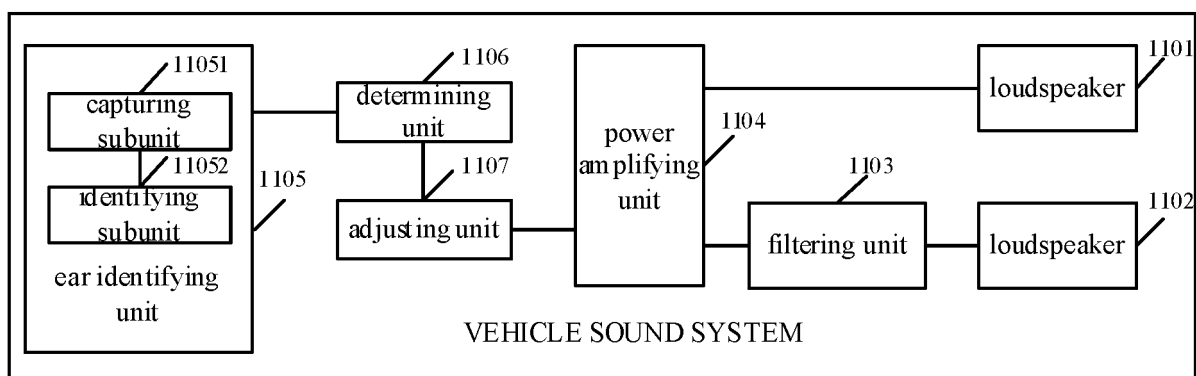 11051
capturing
subunit
11052
identifying
subunit
1105
ear identifying
unit
1106
determining
unit
1107
adjusting unit
power
amplifying
unit
1104
1103
filtering unit
1101
loudspeaker
1102
loudspeaker
VEHICLE SOUND SYSTEM